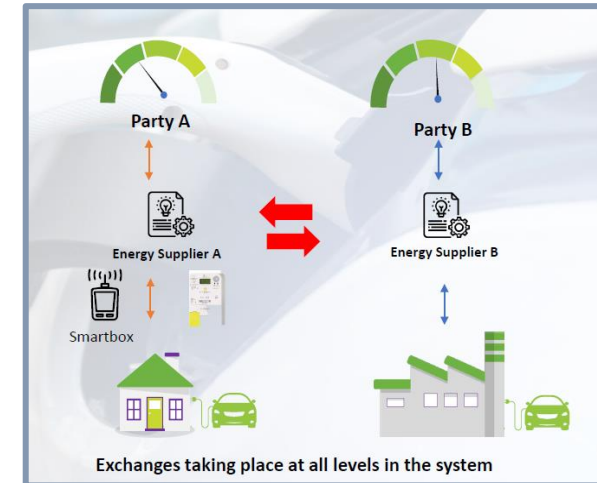 Party A
Party B
Energy Supplier A
Energy Supplier B
Smartbox
Exchanges taking place at all levels in the system